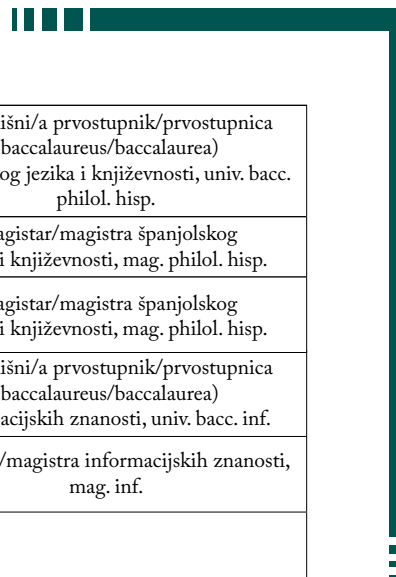 išni/a prvostupnik/prvostupnica
baccalaureus/baccalaurea)
og jezika i književnosti, univ. bacc.
philol. hisp.
agistar/magistra španjolskog
i književnosti, mag. philol. hisp.
agistar/magistra španjolskog
i književnosti, mag. philol. hisp.
išni/a prvostupnik/prvostupnica
baccalaureus/baccalaurea)
acijskih znanosti, univ. bacc. inf.
/magistra informacijskih znanosti,
mag. inf.